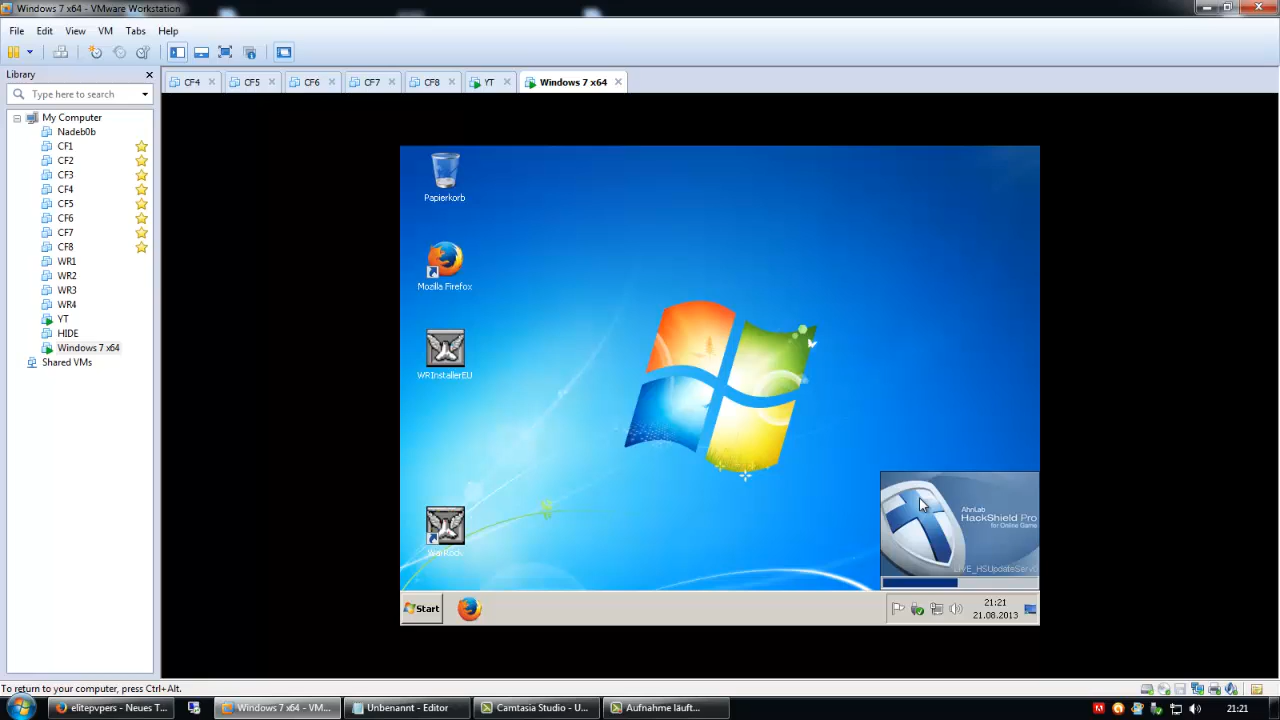 Windows 7 x64 - VMware Workstation
File Edit View VM Tabs Help
Library
Type here to search
CF4 CF5 CF6 CF7 CF8 YT Windows 7 x64
My Computer
Nadeb0b
CF1
CF2
CF3
CF4
CF5
CF6
CF7
CF8
WR1
WR2
WR3
WR4
YT
HIDE
Windows 7 x64
Shared VMs
Papierkorb
Mozilla Firefox
WRInstallerEU
WarRock
AhnLab
HackShield Pro
for Online Game
LIVE_HSUpdateServ
Start
21:21
21.08.2013
To return to your computer, press Ctrl+Alt.
elitepvpers - Neues T...
Windows 7 x64 - VM...
Unbenannt - Editor
Camtasia Studio - U...
Aufnahme läuft...
21:21